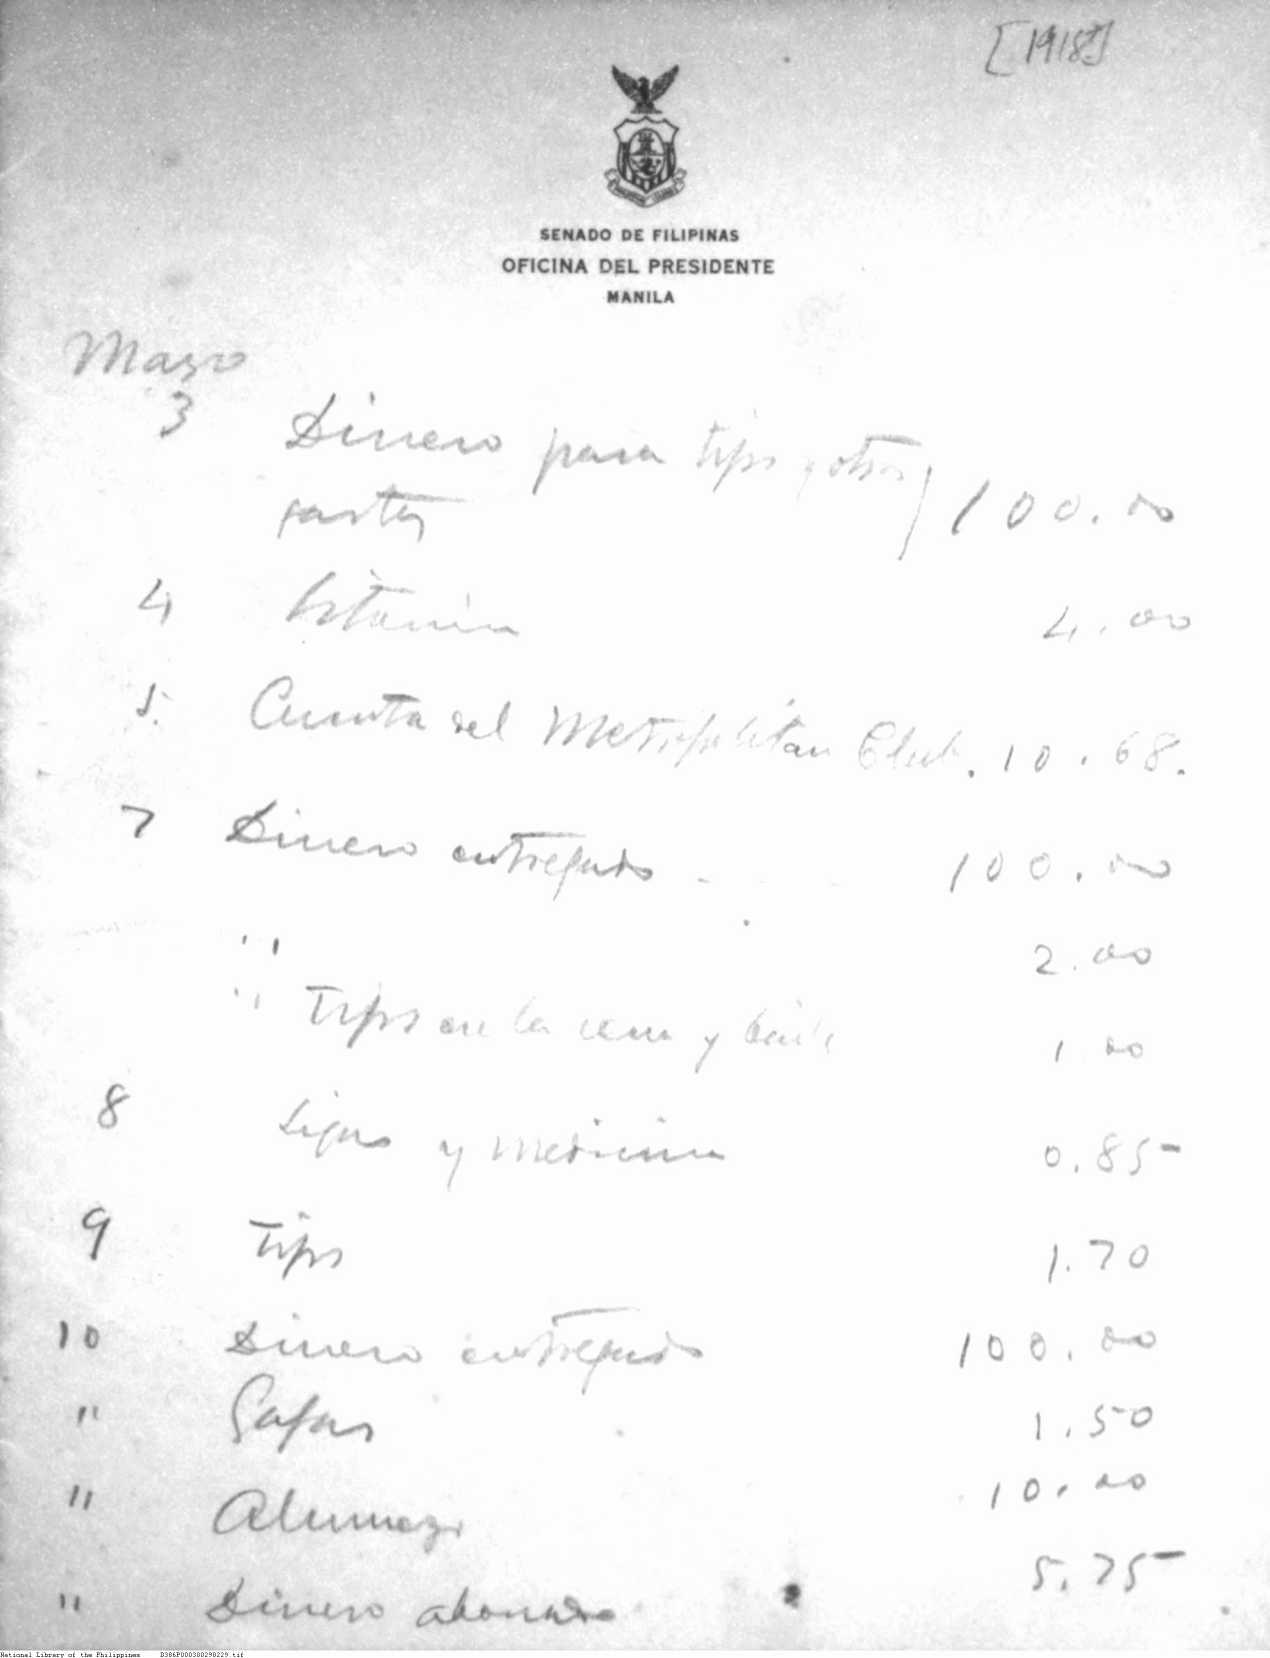 [1918?]
SENADO DE FILIPINAS
OFICINA DEL PRESIDENTE
MANILA
Mayo
3 Dinero para tips y otros
gastos 100.00
4 4.00
5. Cuenta del Metropolitan Club. 10.68.
7 Dinero entregado 100.00
" 2.00
" Tips en la cena y baile 1.00
8 y medicina 0.85
9 Tips 1.70
10 Dinero entregado 100.00
" Gafas 1.50
" Almuerzo 10.00
" Dinero abonado 5.75
National Library of the Philippines D386P000300298229.tif